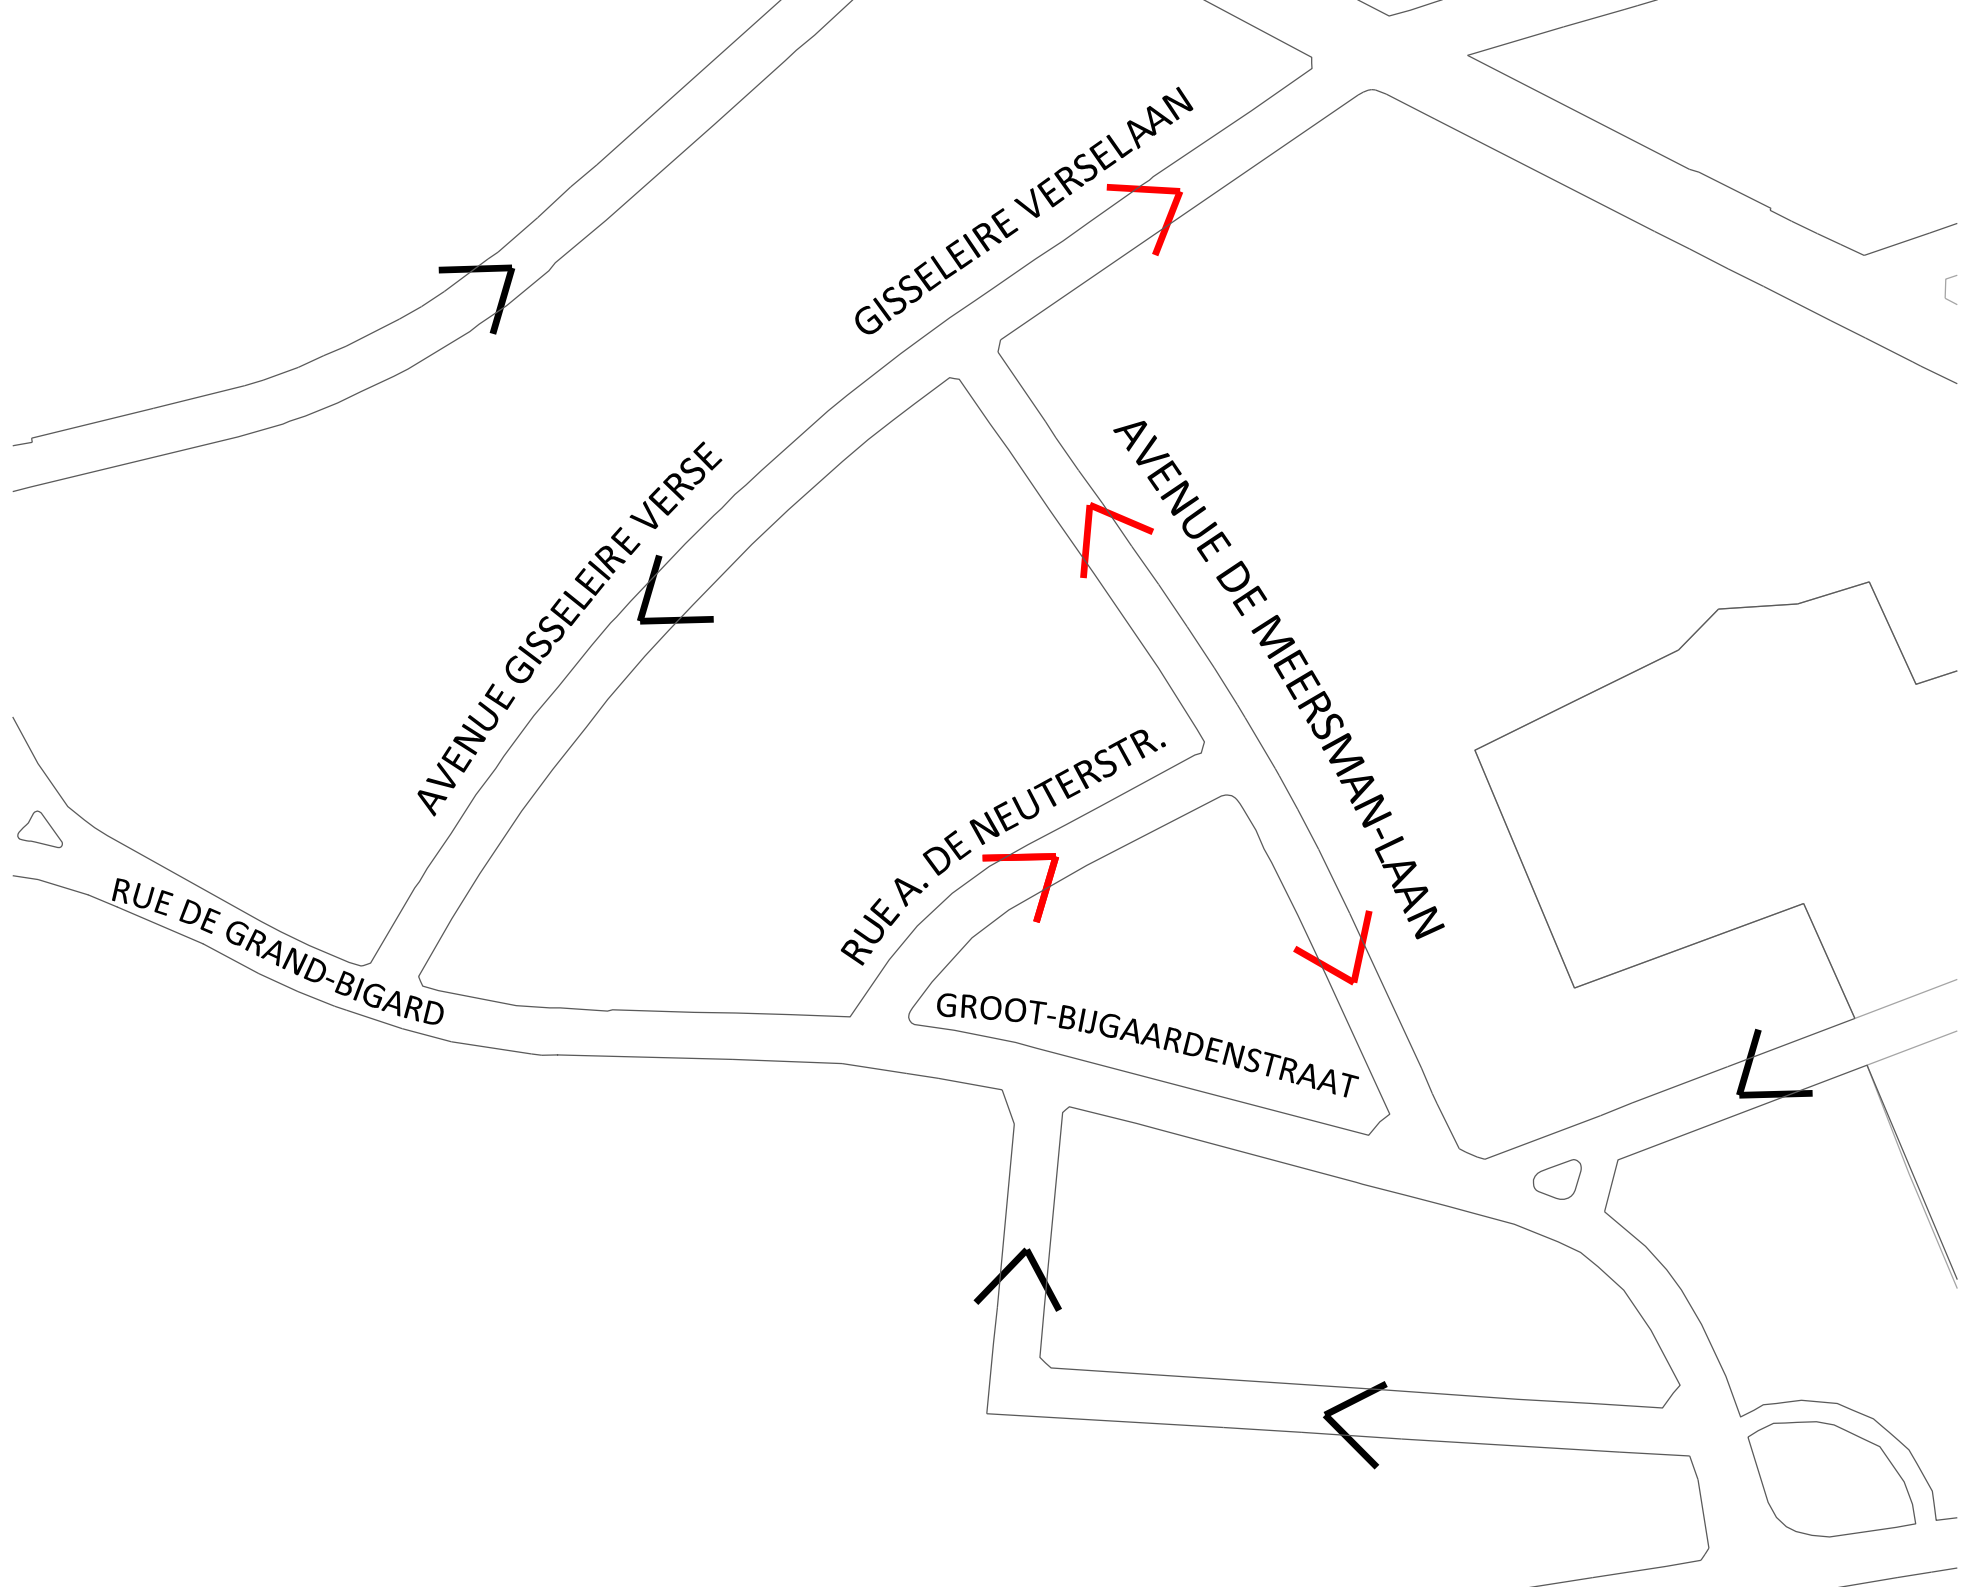 GISSELEIRE VERSELAAN
AVENUE GISSELEIRE VERSE
AVENUE DE MEERSMAN-LAAN
RUE A. DE NEUTERSTR.
RUE DE GRAND-BIGARD
GROOT-BIJGAARDENSTRAAT